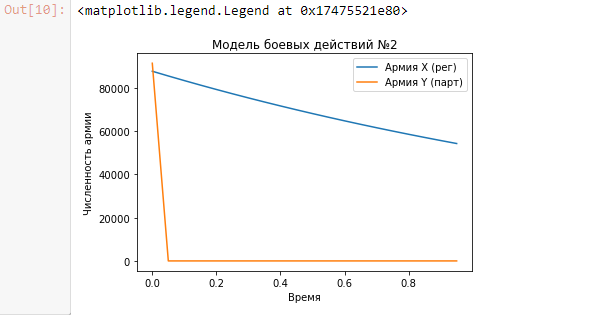 Out[10]: <matplotlib.legend.Legend at 0x17475521e80>
Модель боевых действий №2
Армия X (рег)
Армия Y (парт)
80000
60000
40000
20000
0
Численность армии
0.0 0.2 0.4 0.6 0.8
Время